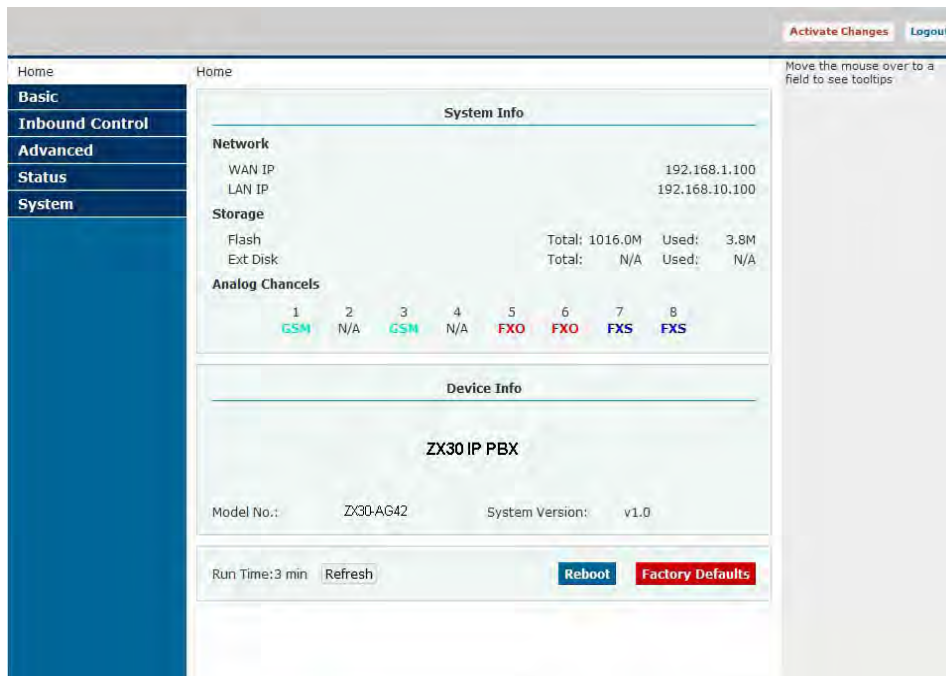 Activate Changes Logout
Home
Basic
Inbound Control
Advanced
Status
System
Home
System Info
Network
WAN IP 192.168.1.100
LAN IP 192.168.10.100
Storage
Flash Total: 1016.0M Used: 3.8M
Ext Disk Total: N/A Used: N/A
Analog Chancels
1 2 3 4 5 6 7 8
GSM N/A GSM N/A FXO FXO FXS FXS
Device Info
ZX30 IP PBX
Model No.: ZX30-AG42 System Version: v1.0
Run Time:3 min Refresh Reboot Factory Defaults
Move the mouse over to a
field to see tooltips